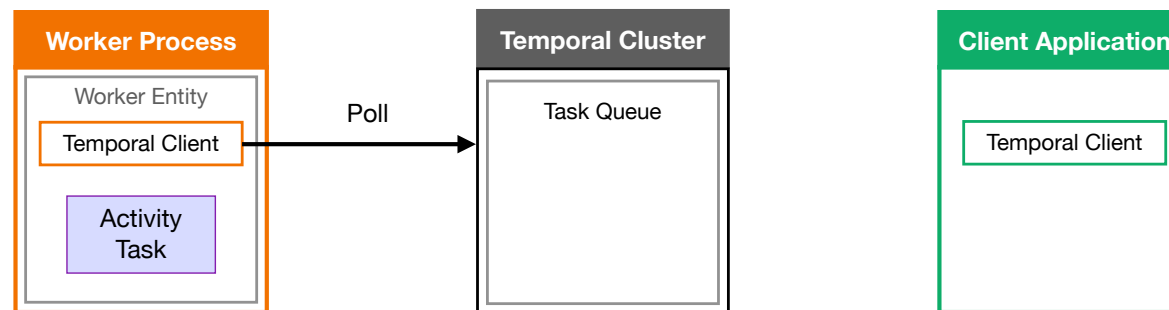 Worker Process
Temporal Cluster
Client Application
Worker Entity
Poll
Task Queue
Temporal Client
Temporal Client
Activity
Task